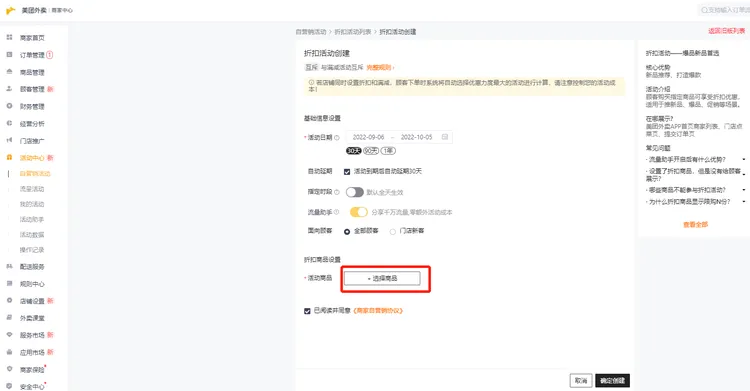 美团外卖 | 商家中心
返回旧版列表
商家首页
订单管理 1
商品管理
顾客管理 新
财务管理
经营分析
门店推广
活动中心 新
自营销活动
流量活动
我的活动
活动助手
活动数据
操作记录
配送服务
规则中心
店铺设置 新
外卖课堂
服务市场 新
应用市场 新
商家保险
安全中心
自营销活动 > 折扣活动列表 > 折扣活动创建
折扣活动创建
互斥 与满减活动互斥 完整规则 >
若店铺同时设置折扣和满减，顾客下单时系统将自动选择优惠力度最大的活动进行计算，请注意控制您的活动成
本！
基础信息设置
* 活动日期 2022-09-06 ~ 2022-10-05
30天 90天 1年
自动延期 活动到期后自动延期30天
指定时段 默认全天生效
流量助手 分享千万流量,零额外活动成本
面向顾客 全部顾客 门店新客
折扣商品设置
* 活动商品 + 选择商品
已阅读并同意《商家自营销协议》
取消 确定创建
折扣活动——爆品新品首选
核心优势
新品推荐、打造爆款
活动介绍
顾客购买指定商品可享受折扣优惠，
适用于推新品、爆品、促销等场景。
在哪展示?
美团外卖APP首页商家列表、门店点
菜页、提交订单页
常见问题
· 流量助手开启后有什么优势?
· 设置了折扣商品，但是没有给顾客
展示?
· 哪些商品不能参与折扣活动?
· 为什么折扣商品显示限购N份?
查看全部